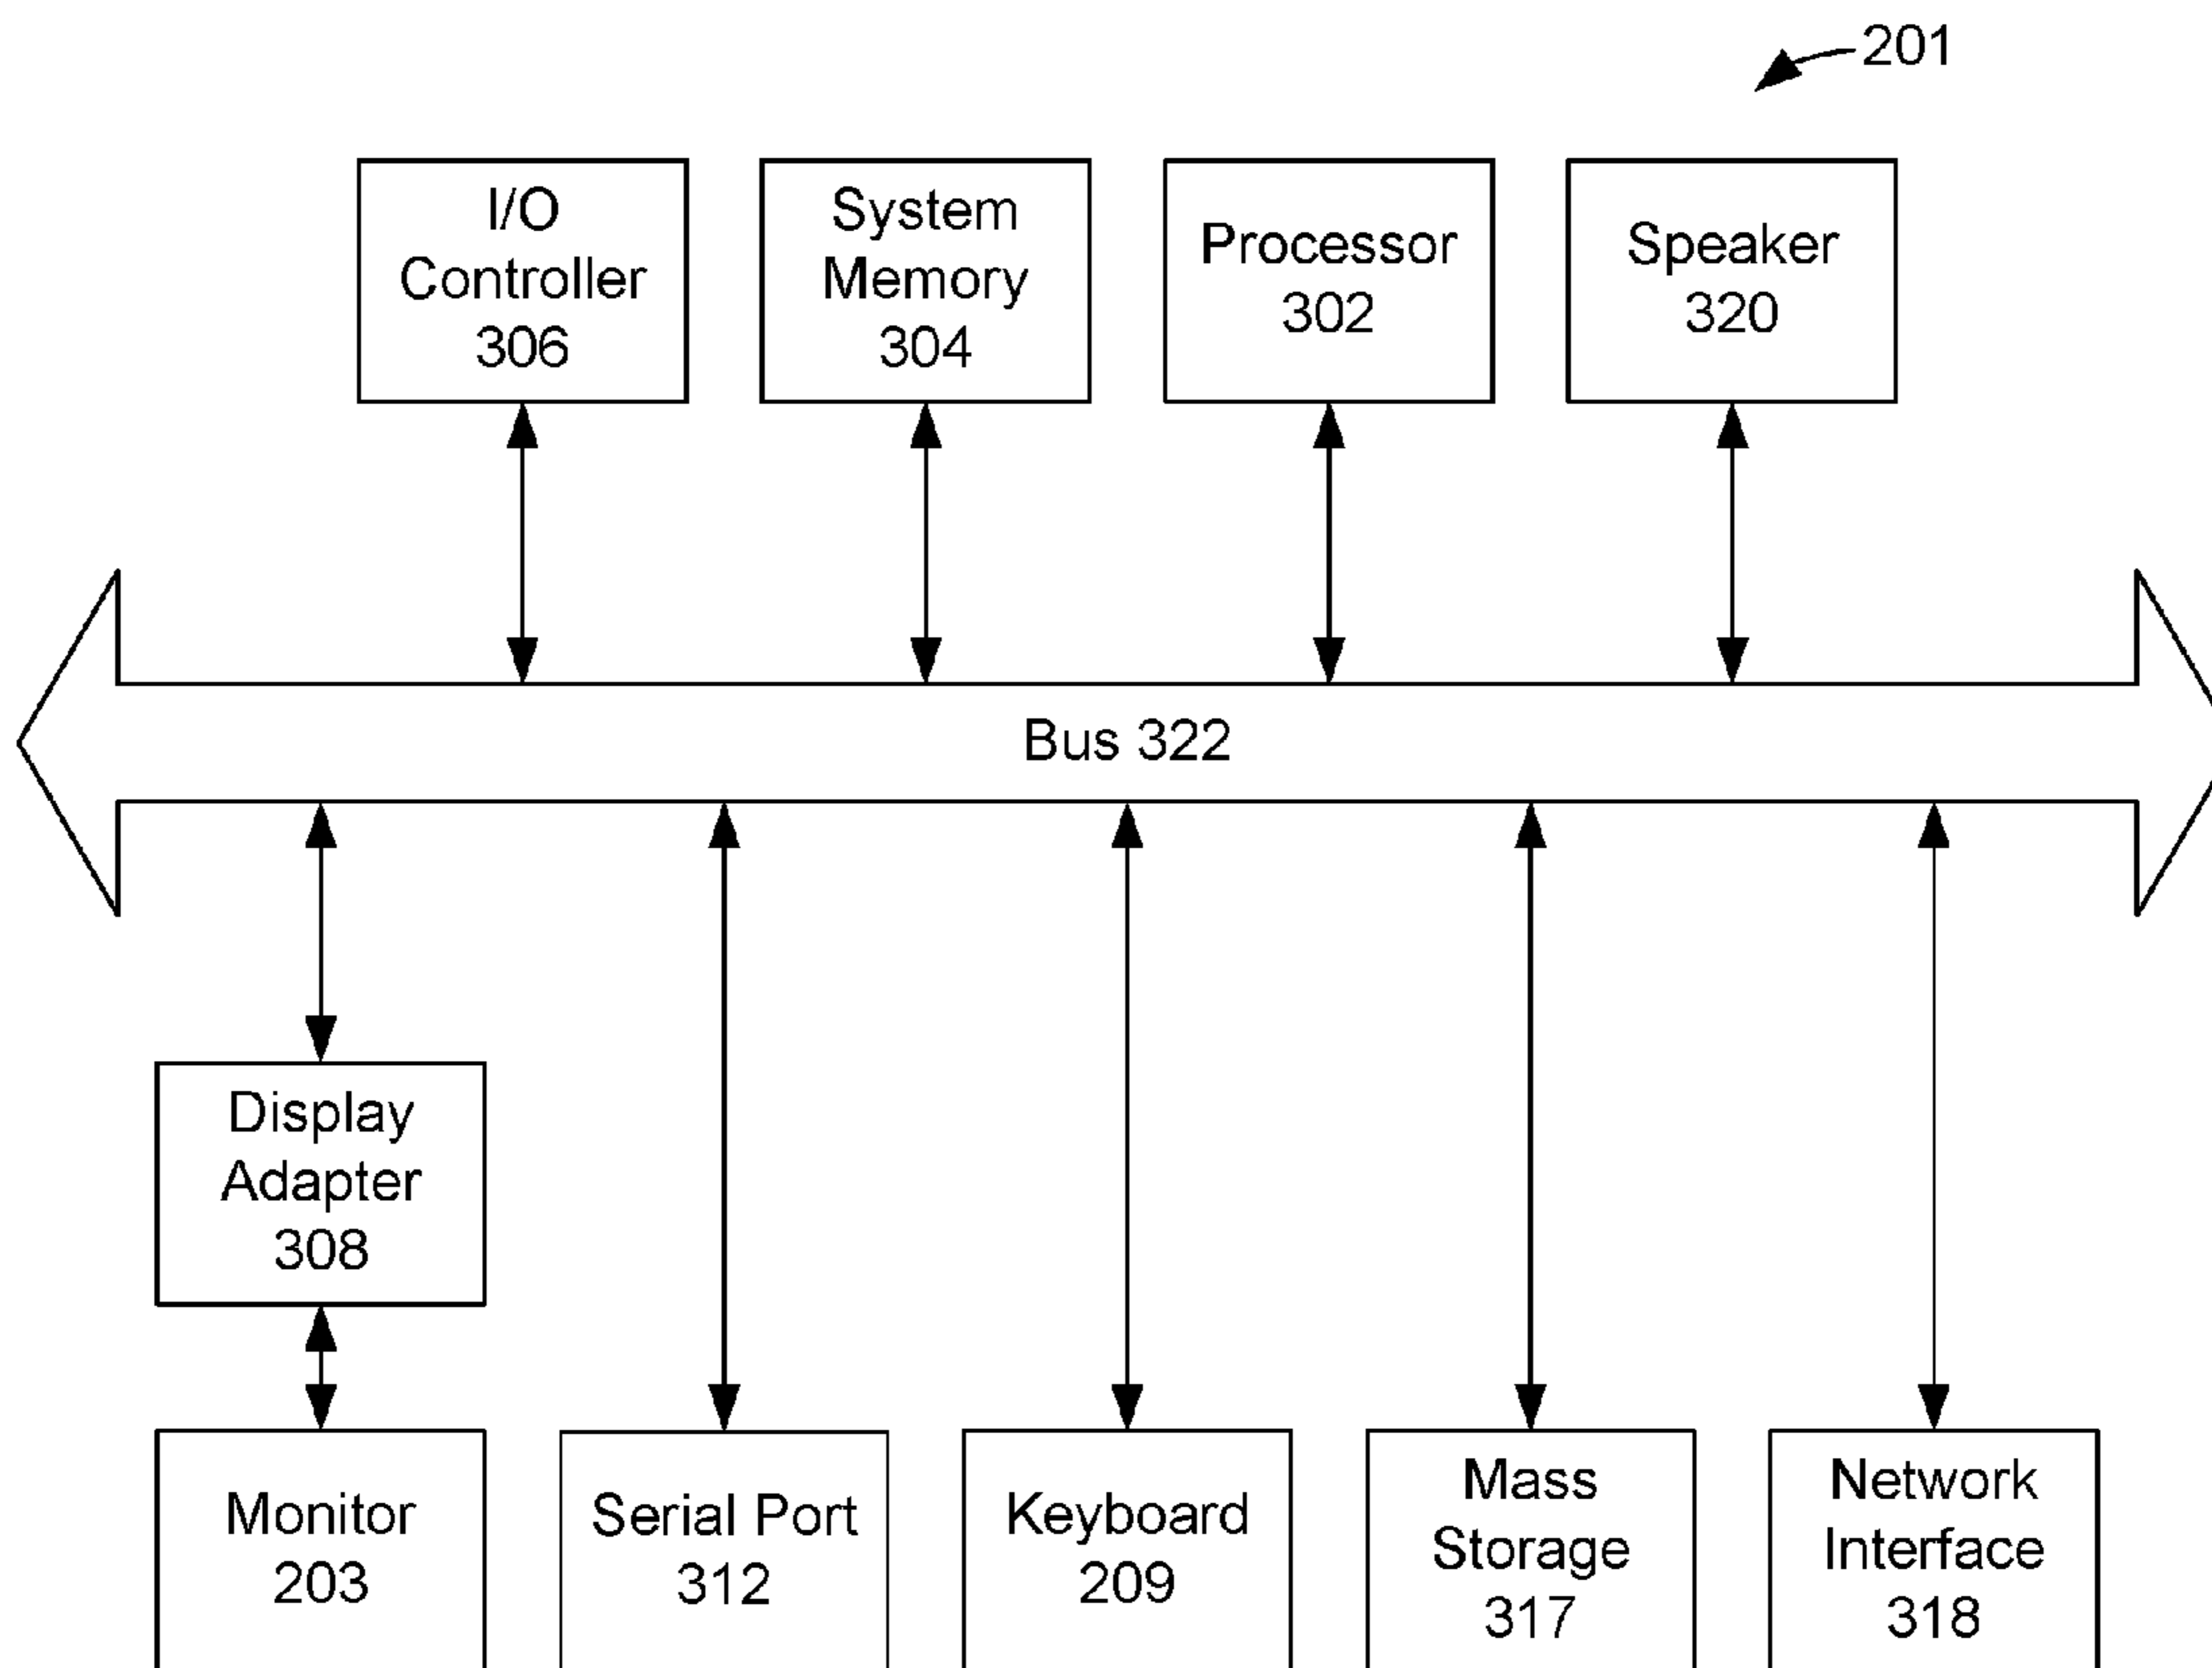 201
I/O
Controller
306
System
Memory
304
Processor
302
Speaker
320
Bus 322
Display
Adapter
308
Monitor
203
Serial Port
312
Keyboard
209
Mass
Storage
317
Network
Interface
318